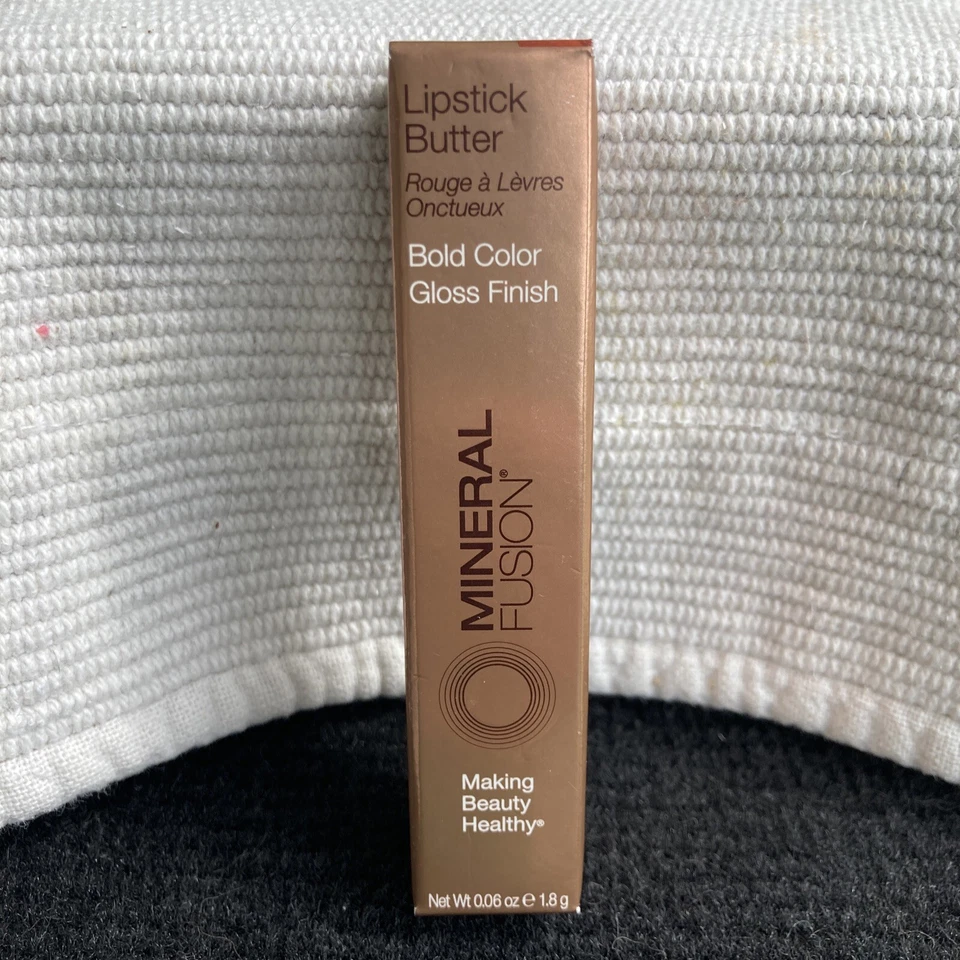 Lipstick
Butter
Rouge à Lèvres
Onctueux
Bold Color
Gloss Finish
MINERAL
FUSION®
Making
Beauty
Healthy®
Net Wt 0.06 oz ℮ 1.8 g